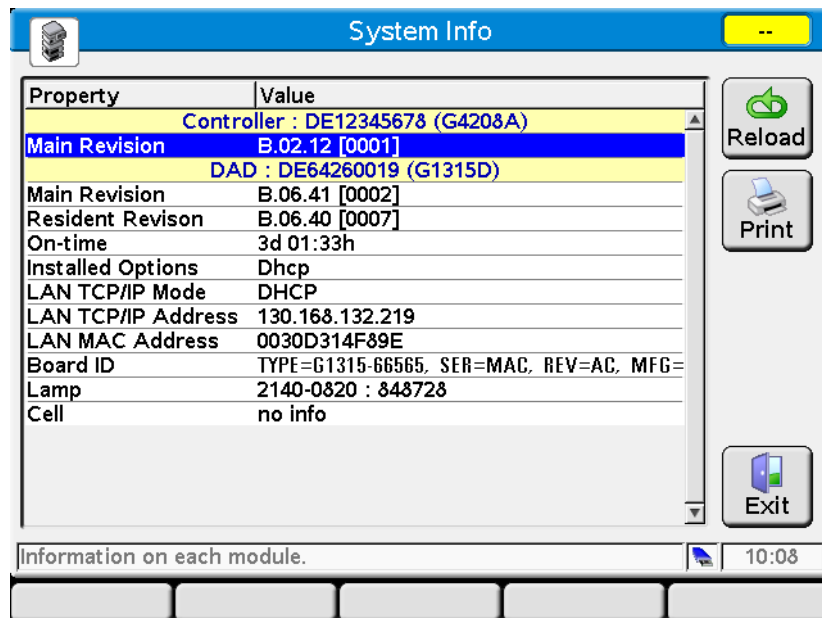 System Info
--
Property Value
Controller : DE12345678 (G4208A)
Main Revision B.02.12 [0001]
DAD : DE64260019 (G1315D)
Main Revision B.06.41 [0002]
Resident Revison B.06.40 [0007]
On-time 3d 01:33h
Installed Options Dhcp
LAN TCP/IP Mode DHCP
LAN TCP/IP Address 130.168.132.219
LAN MAC Address 0030D314F89E
Board ID TYPE=G1315-66565, SER=MAC, REV=AC, MFG=
Lamp 2140-0820 : 848728
Cell no info
Reload
Print
Exit
Information on each module.
10:08